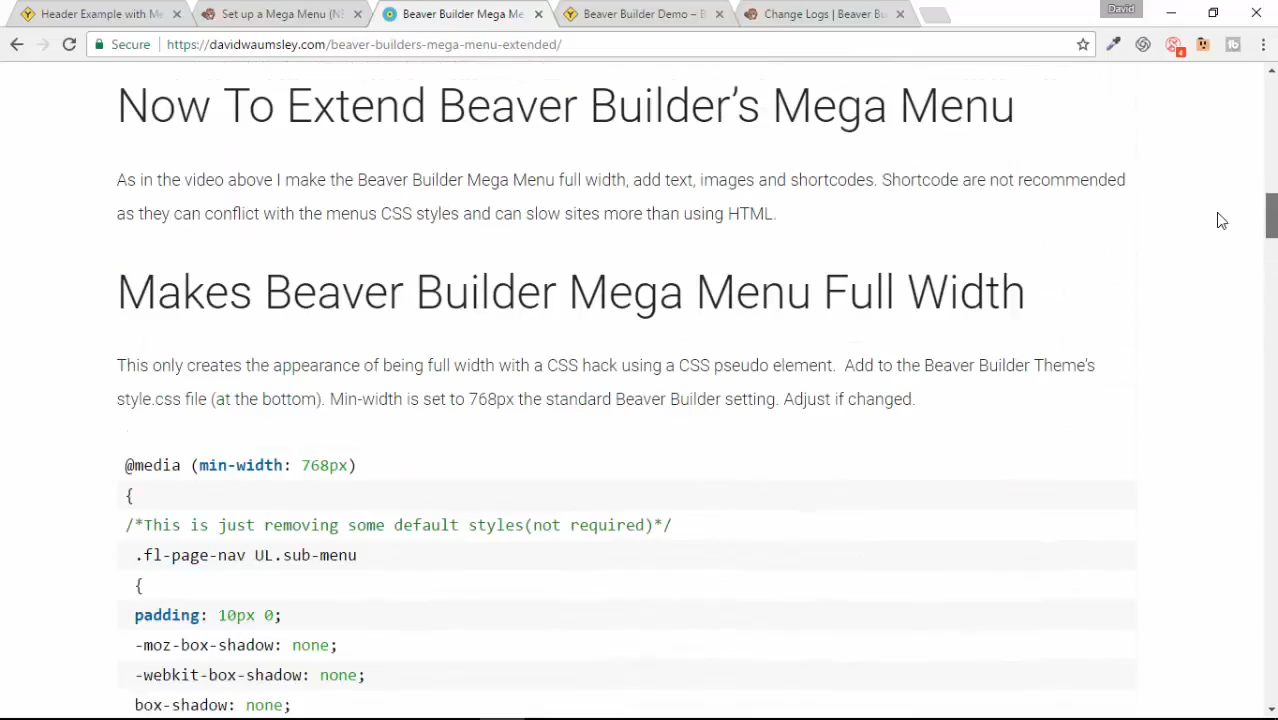 Header Example with Me
Set up a Mega Menu (N
Beaver Builder Mega Me
Beaver Builder Demo – B
Change Logs | Beaver Bu
David
Secure
https://davidwaumsley.com/beaver-builders-mega-menu-extended/
4
Now To Extend Beaver Builder’s Mega Menu
As in the video above I make the Beaver Builder Mega Menu full width, add text, images and shortcodes. Shortcode are not recommended
as they can conflict with the menus CSS styles and can slow sites more than using HTML.
Makes Beaver Builder Mega Menu Full Width
This only creates the appearance of being full width with a CSS hack using a CSS pseudo element.  Add to the Beaver Builder Theme’s
style.css file (at the bottom). Min-width is set to 768px the standard Beaver Builder setting. Adjust if changed.
@media (min-width: 768px)
{
/*This is just removing some default styles(not required)*/
.fl-page-nav UL.sub-menu
{
padding: 10px 0;
-moz-box-shadow: none;
-webkit-box-shadow: none;
box-shadow: none;